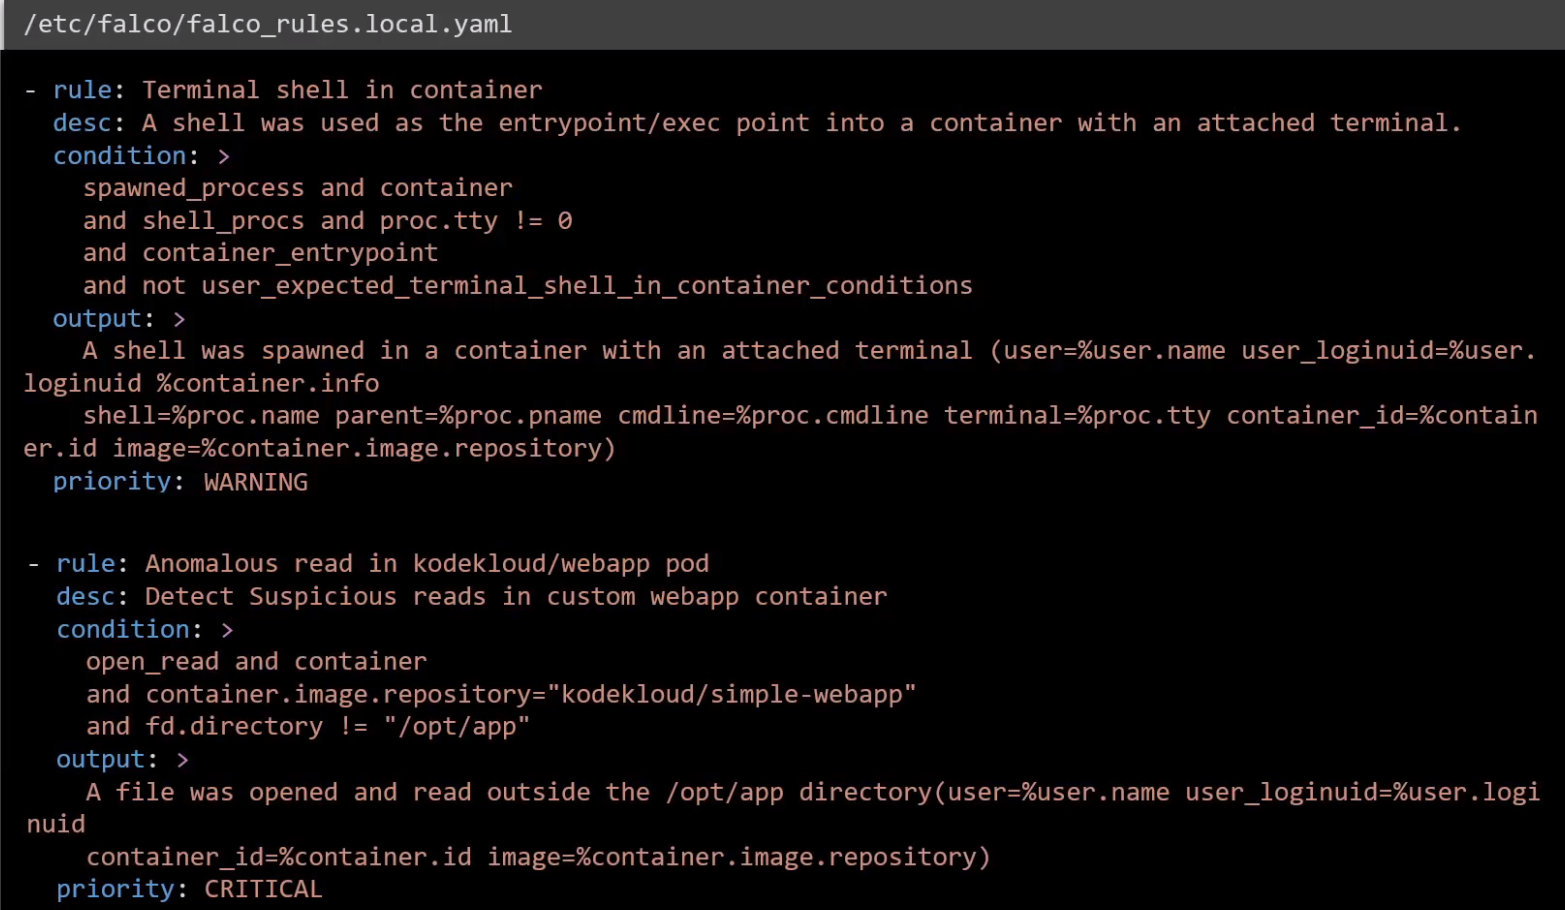 /etc/falco/falco_rules.local.yaml
- rule: Terminal shell in container
  desc: A shell was used as the entrypoint/exec point into a container with an attached terminal.
  condition: >
    spawned_process and container
    and shell_procs and proc.tty != 0
    and container_entrypoint
    and not user_expected_terminal_shell_in_container_conditions
  output: >
    A shell was spawned in a container with an attached terminal (user=%user.name user_loginuid=%user.
loginuid %container.info
    shell=%proc.name parent=%proc.pname cmdline=%proc.cmdline terminal=%proc.tty container_id=%contain
er.id image=%container.image.repository)
  priority: WARNING
- rule: Anomalous read in kodekloud/webapp pod
  desc: Detect Suspicious reads in custom webapp container
  condition: >
    open_read and container
    and container.image.repository="kodekloud/simple-webapp"
    and fd.directory != "/opt/app"
  output: >
    A file was opened and read outside the /opt/app directory(user=%user.name user_loginuid=%user.logi
nuid
    container_id=%container.id image=%container.image.repository)
  priority: CRITICAL